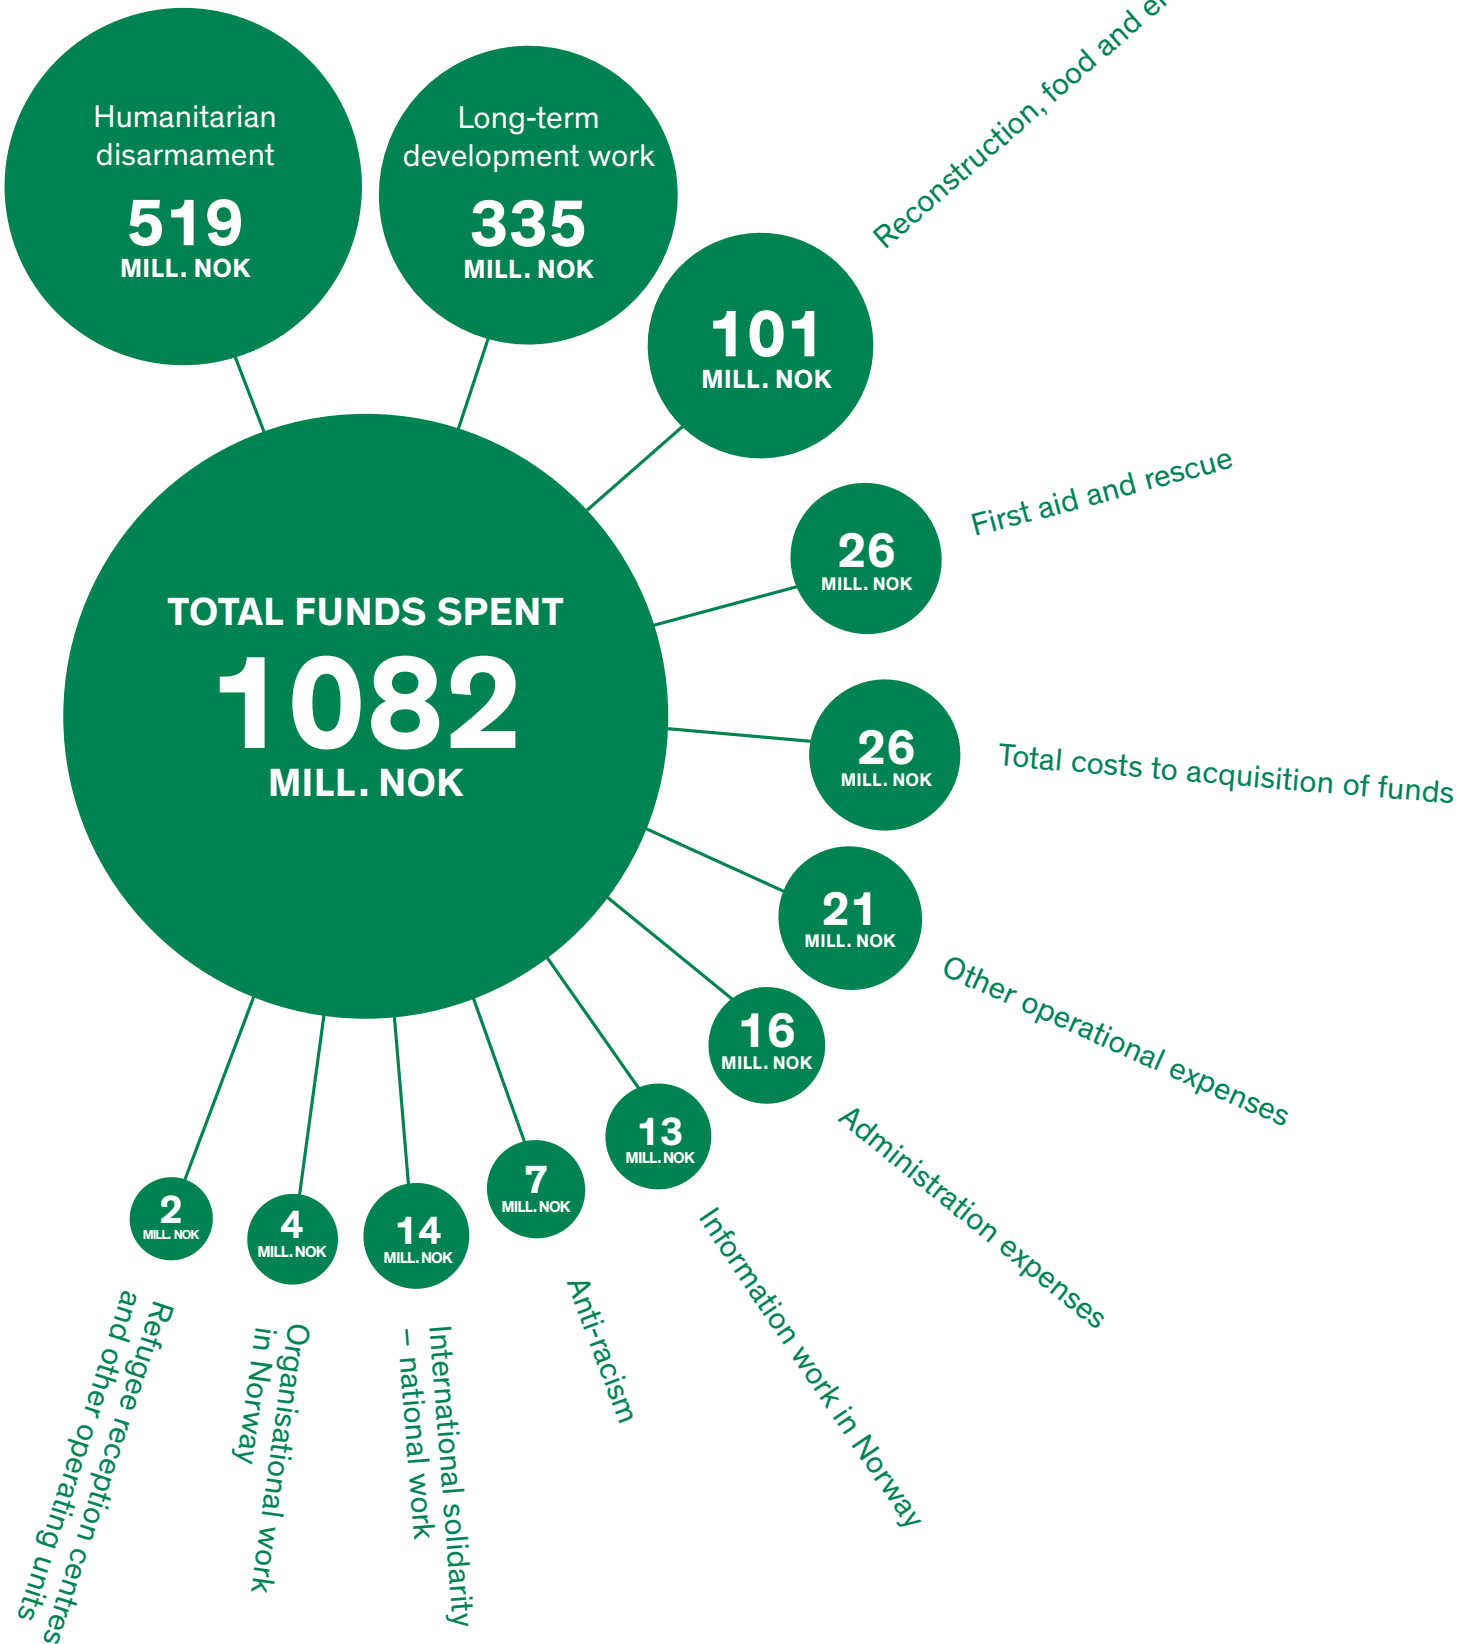 Humanitarian
disarmament
519
MILL. NOK
Long-term
development work
335
MILL. NOK
Reconstruction, food and
101
MILL. NOK
First aid and rescue
26
MILL. NOK
TOTAL FUNDS SPENT
1082
MILL. NOK
26
MILL. NOK
Total costs to acquisition of funds
21
MILL. NOK
Other operational expenses
16
MILL. NOK
Administration expenses
13
MILL. NOK
Information work in Norway
7
MILL. NOK
Anti-racism
14
MILL. NOK
International solidarity
– national work
4
MILL. NOK
Organisational work
in Norway
2
MILL. NOK
Refugee reception centres
and other operating units